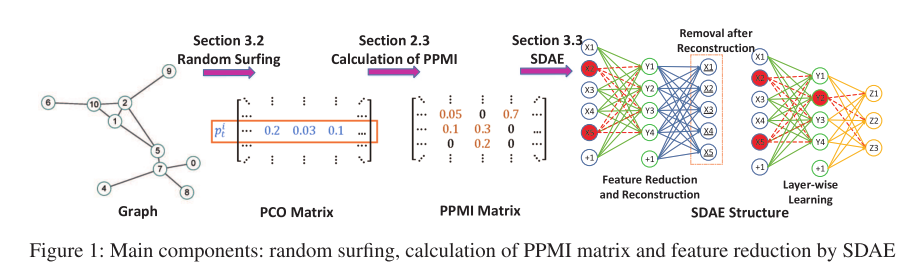 Section 3.2
Random Surfing
Section 2.3
Calculation of PPMI
Section 3.3
SDAE
Removal after
Reconstruction
9
6
10
2
1
5
7
0
4
8
Graph
p_i^t ... 0.2 0.03 0.1 ...
PCO Matrix
0.05 0 0.7
0.1 0.3 0
0 0.2 0
PPMI Matrix
X1
X3
X4
+1
Y1
Y2
Y3
Y4
+1
X1
X2
X3
X4
X5
Feature Reduction
and Reconstruction
X1
X2
X3
X4
X5
+1
Y1
Y2
Y3
Y4
+1
Z1
Z2
Z3
Layer-wise
Learning
SDAE Structure
Figure 1: Main components: random surfing, calculation of PPMI matrix and feature reduction by SDAE